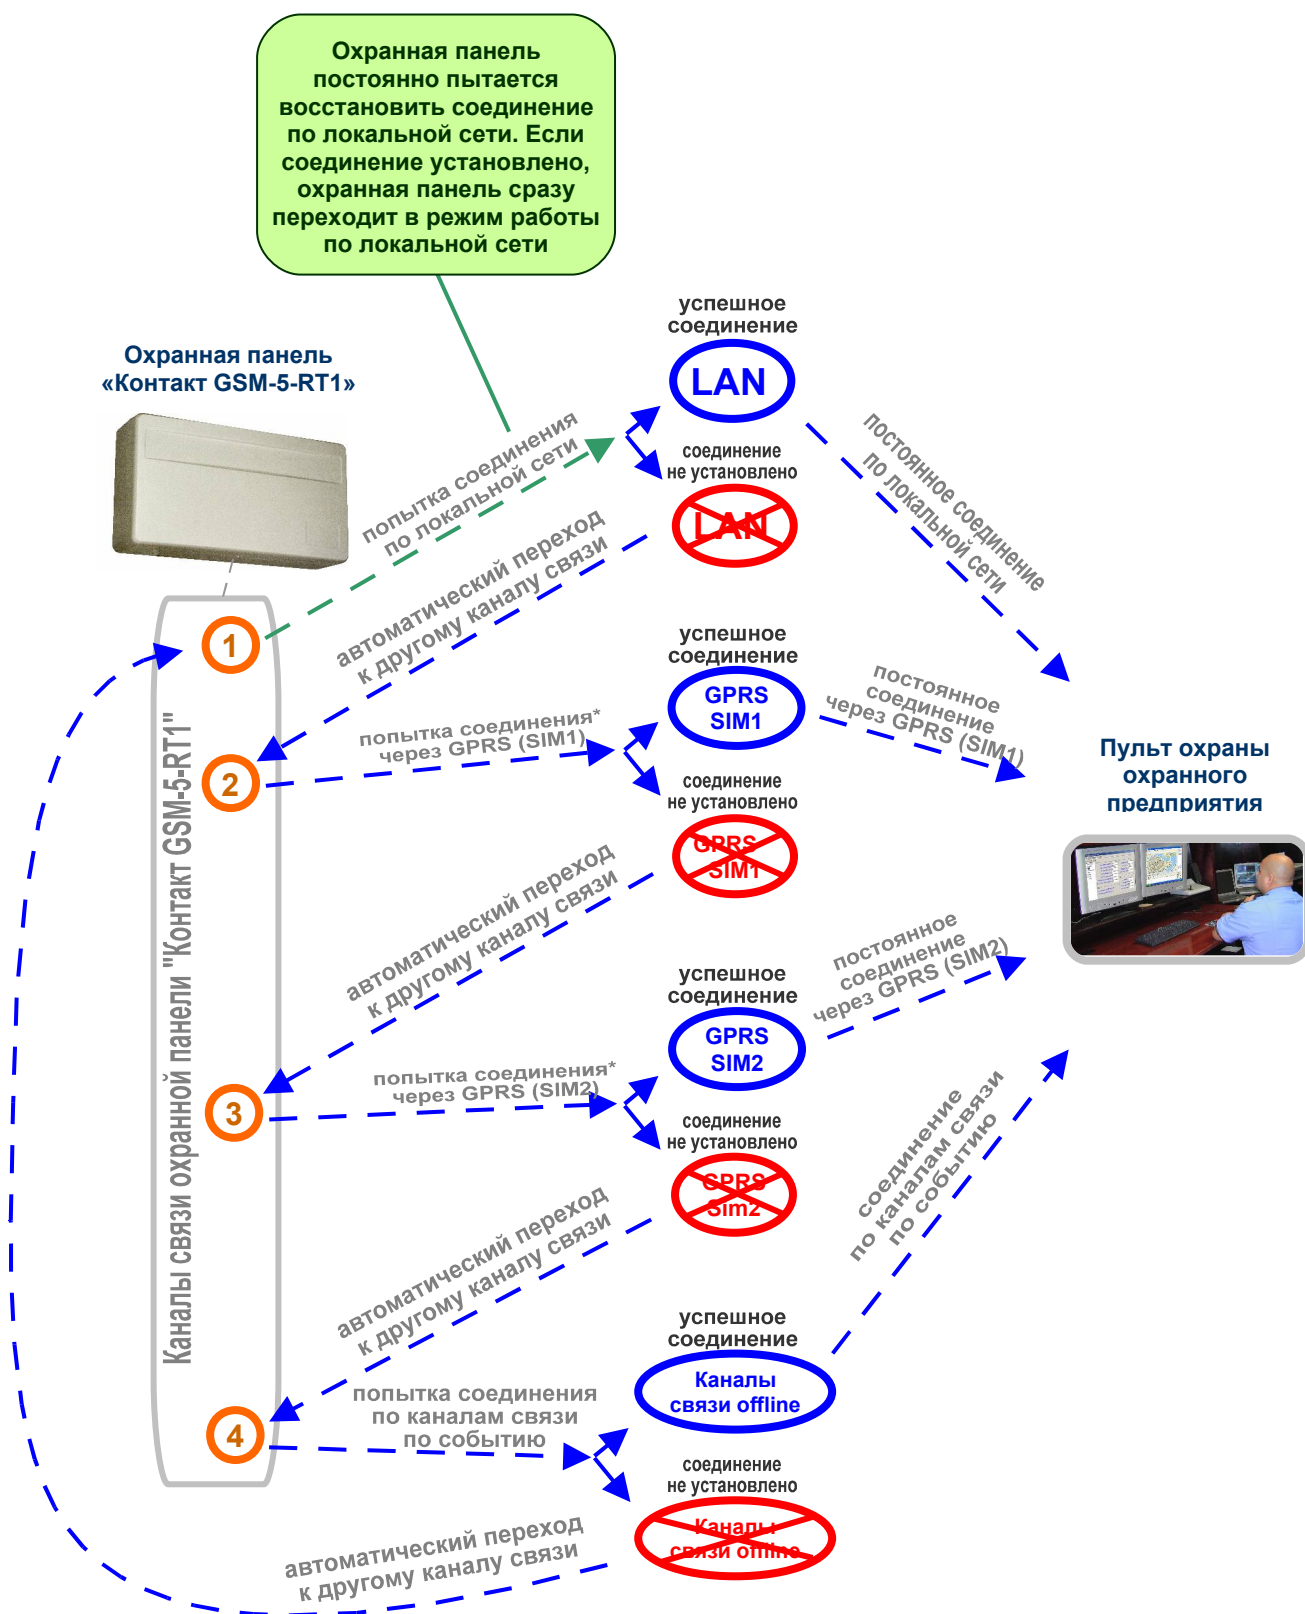 Охранная панель
постоянно пытается
восстановить соединение
по локальной сети. Если
соединение установлено,
охранная панель сразу
переходит в режим работы
по локальной сети
Охранная панель
«Контакт GSM-5-RT1»
успешное
соединение
LAN
попытка соединения
по локальной сети
соединение
не установлено
LAN
постоянное соединение
по локальной сети
автоматический переход
к другому каналу связи
Каналы связи охранной панели "Контакт GSM-5-RT1"
1
успешное
соединение
GPRS
SIM1
постоянное
соединение
через GPRS (SIM1)
2
попытка соединения*
через GPRS (SIM1)
соединение
не установлено
GPRS
SIM1
Пульт охраны
охранного
предприятия
автоматический переход
к другому каналу связи
успешное
соединение
GPRS
SIM2
постоянное
соединение
через GPRS (SIM2)
3
попытка соединения*
через GPRS (SIM2)
соединение
не установлено
GPRS
Sim2
соединение
по каналам связи
по событию
автоматический переход
к другому каналу связи
успешное
соединение
Каналы
связи offline
4
попытка соединения
по каналам связи
по событию
соединение
не установлено
Каналы
связи offline
автоматический переход
к другому каналу связи